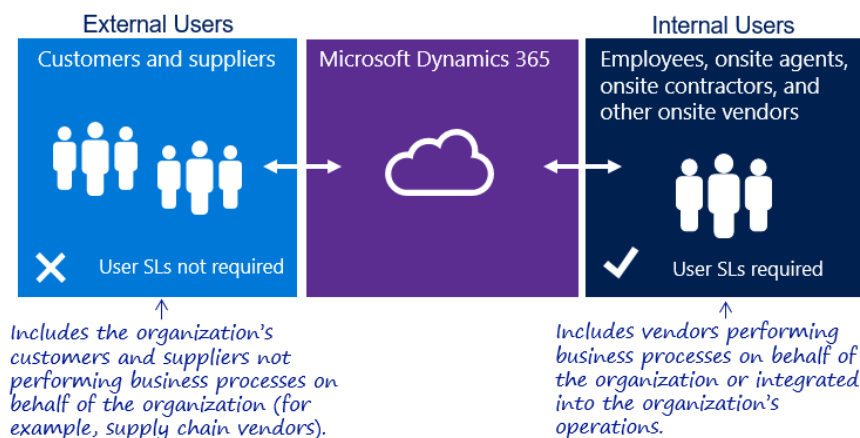 External Users
Customers and suppliers
User SLs not required
Includes the organization's
customers and suppliers not
performing business processes on
behalf of the organization (for
example, supply chain vendors).
Microsoft Dynamics 365
Internal Users
Employees, onsite agents,
onsite contractors, and
other onsite vendors
User SLs required
Includes vendors performing
business processes on behalf of
the organization or integrated
into the organization's
operations.